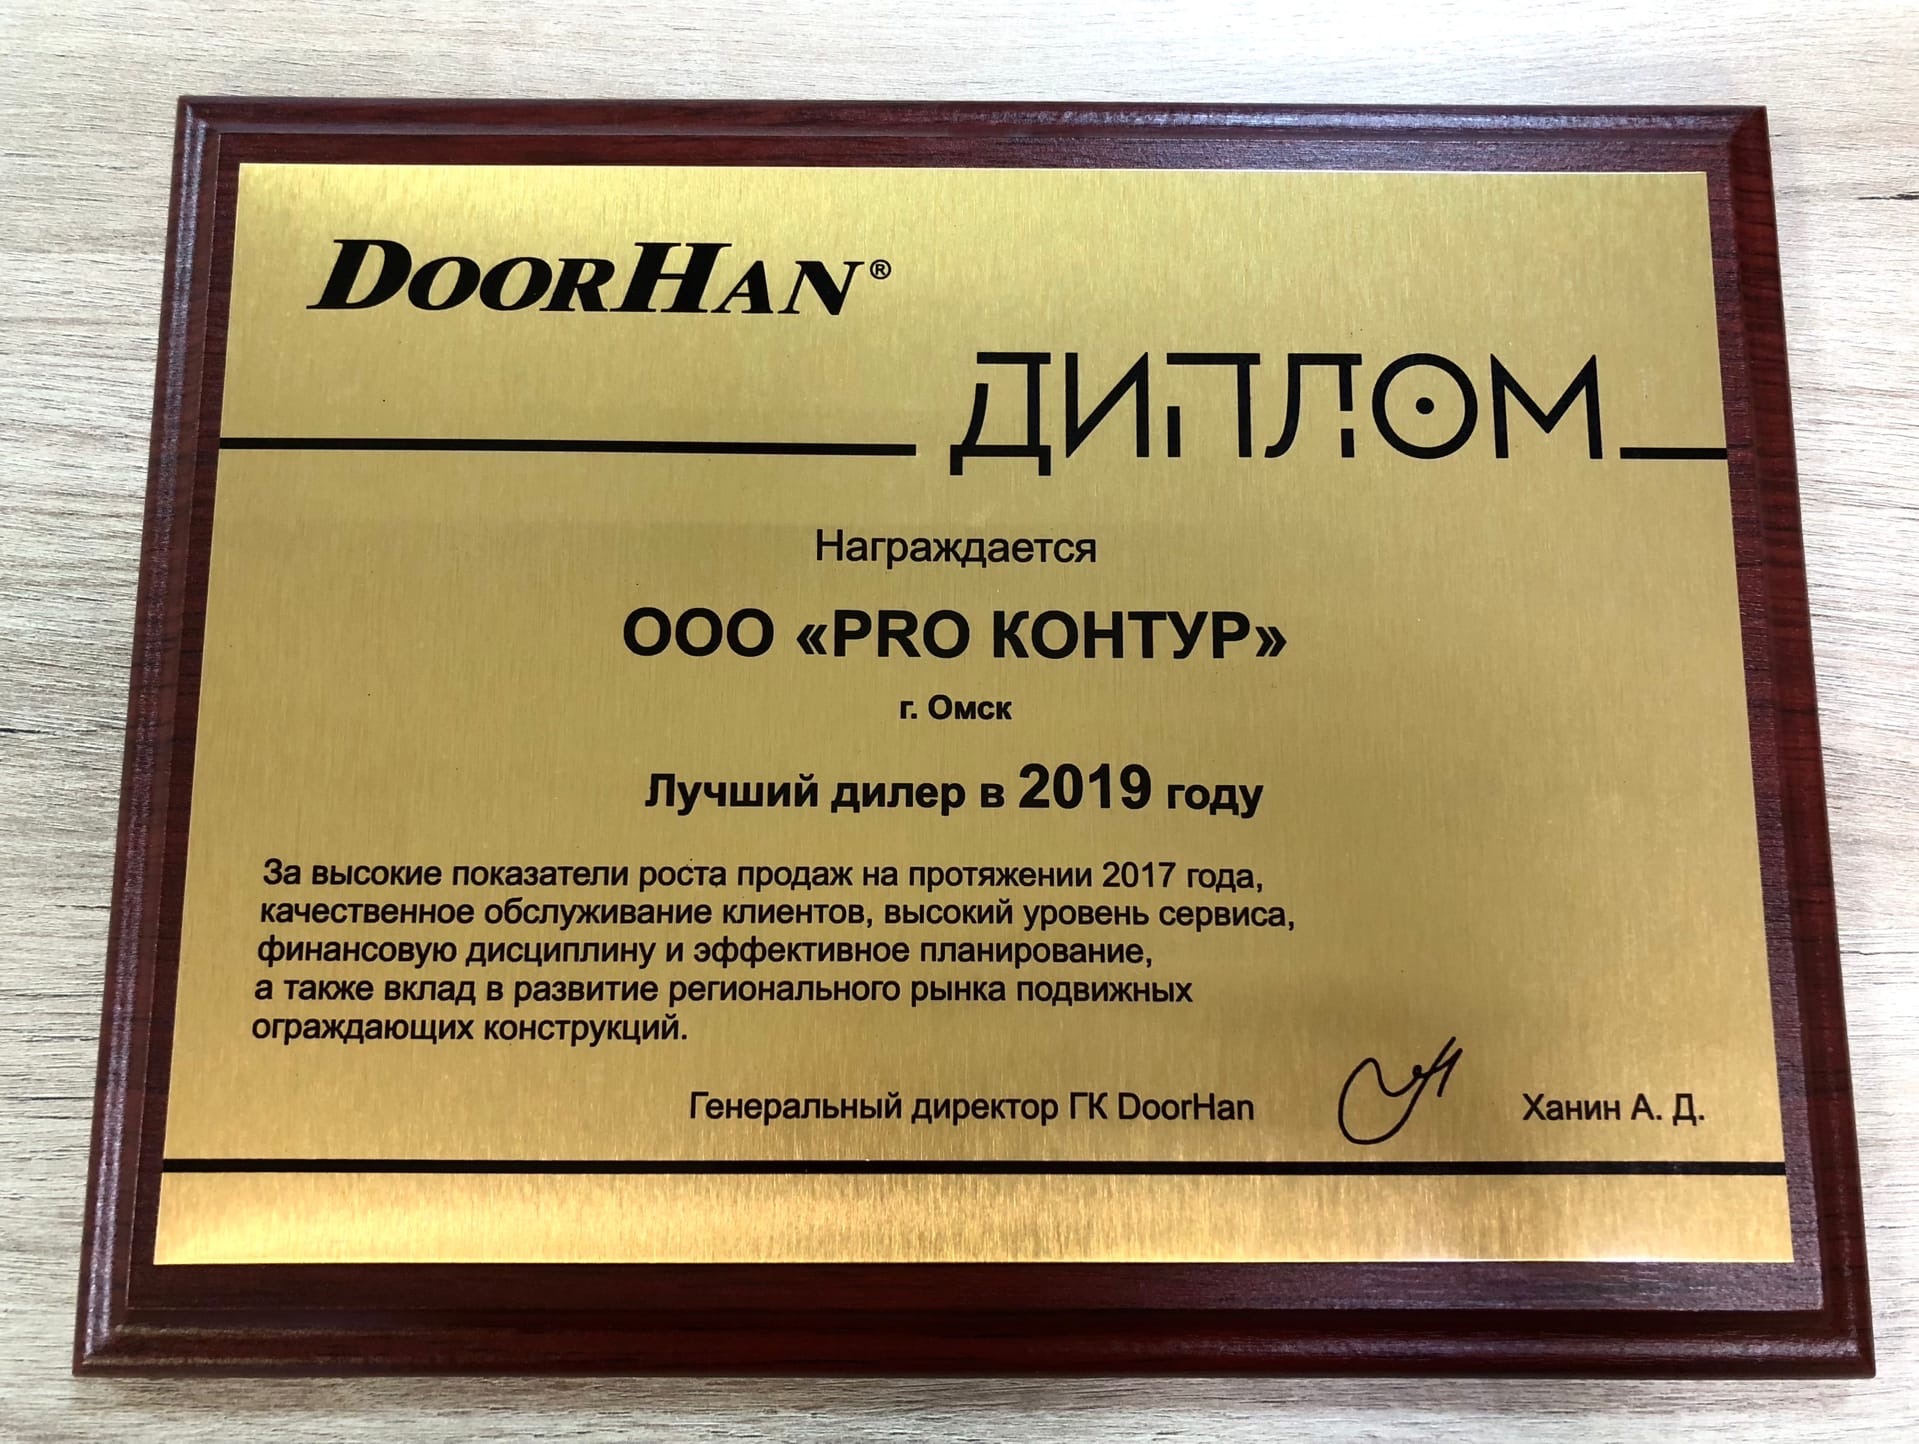 DOORHAN®
ДИПЛОМ
Награждается
ООО «PRO КОНТУР»
г. Омск
Лучший дилер в 2019 году
За высокие показатели роста продаж на протяжении 2017 года,
качественное обслуживание клиентов, высокий уровень сервиса,
финансовую дисциплину и эффективное планирование,
а также вклад в развитие регионального рынка подвижных
ограждающих конструкций.
Генеральный директор ГК DoorHan Ханин А. Д.